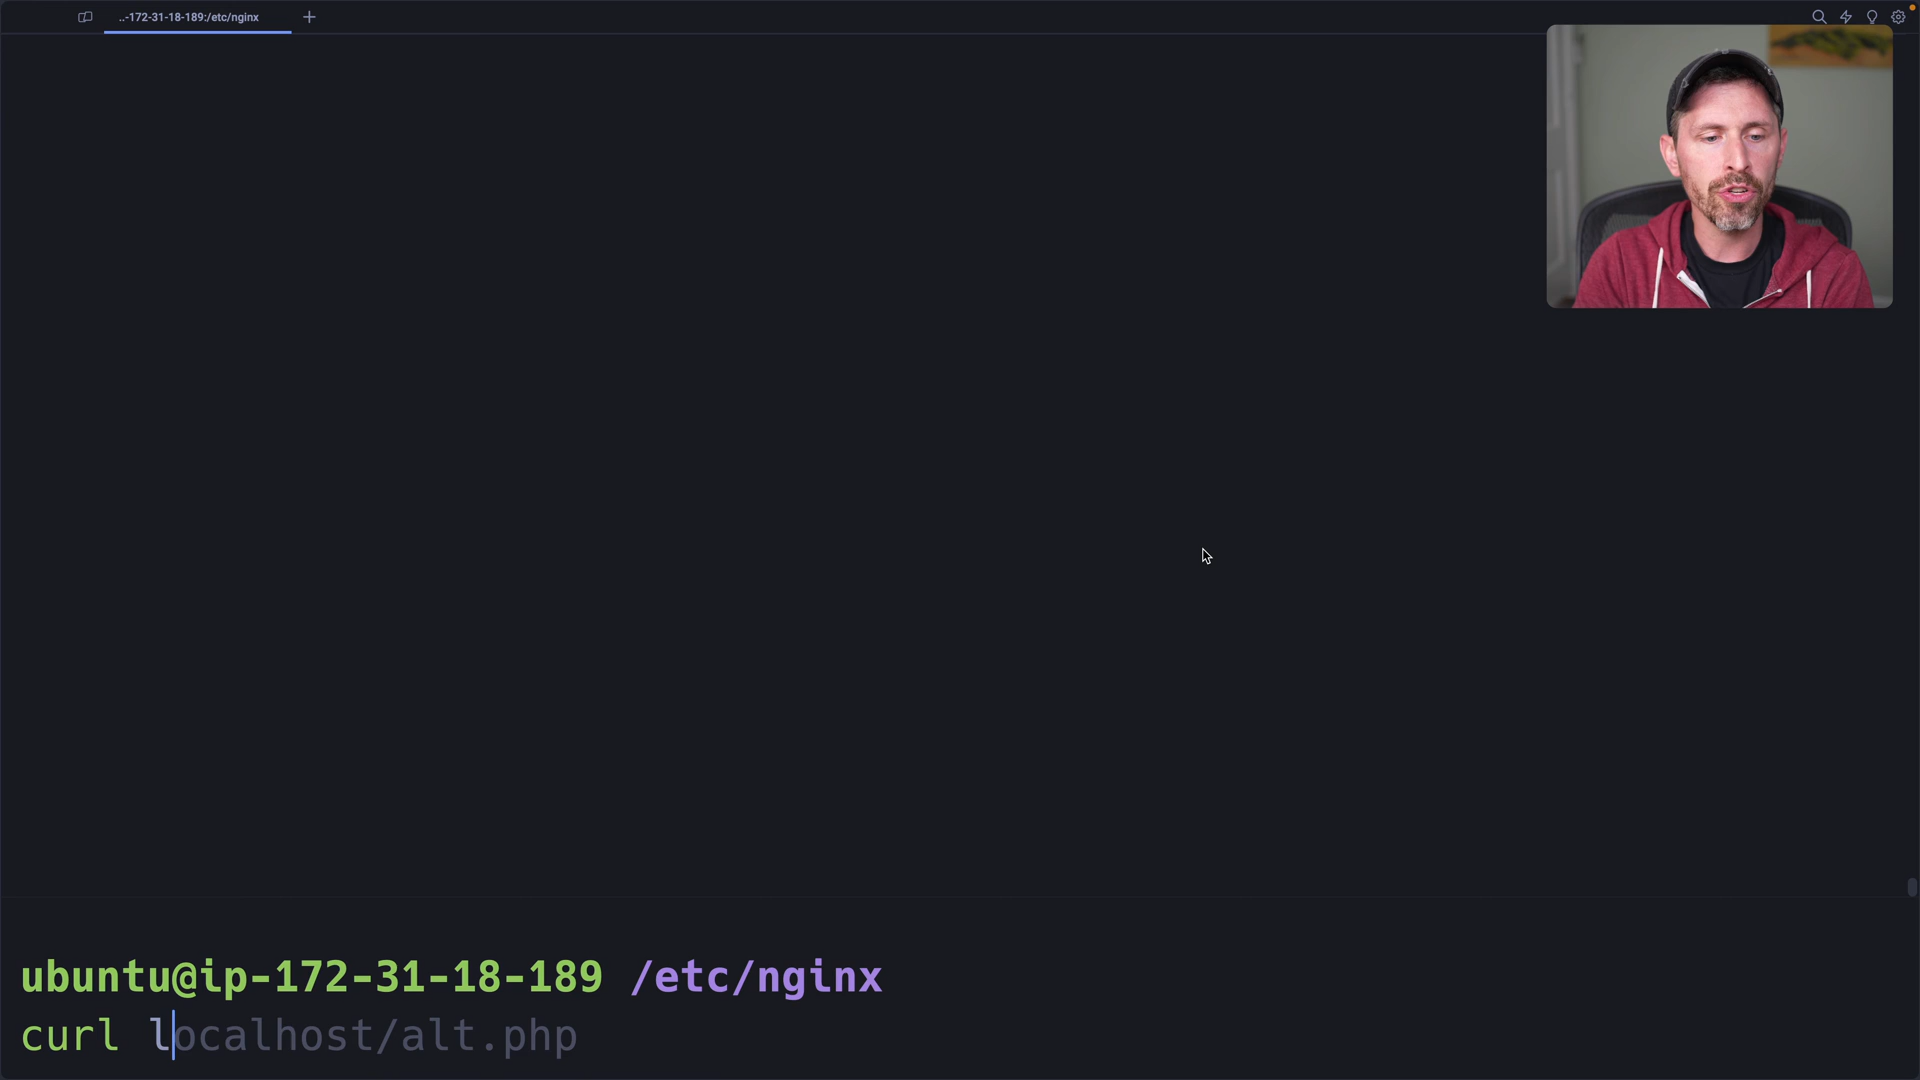 ..-172-31-18-189:/etc/nginx
ubuntu@ip-172-31-18-189 /etc/nginx
curl localhost/alt.php